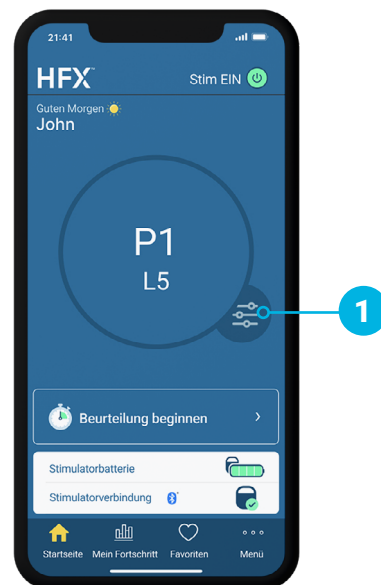 21:41
HFX™
Stim EIN
Guten Morgen
John
P1
L5
1
Beurteilung beginnen
Stimulatorbatterie
Stimulatorverbindung
Startseite Mein Fortschritt Favoriten Menü